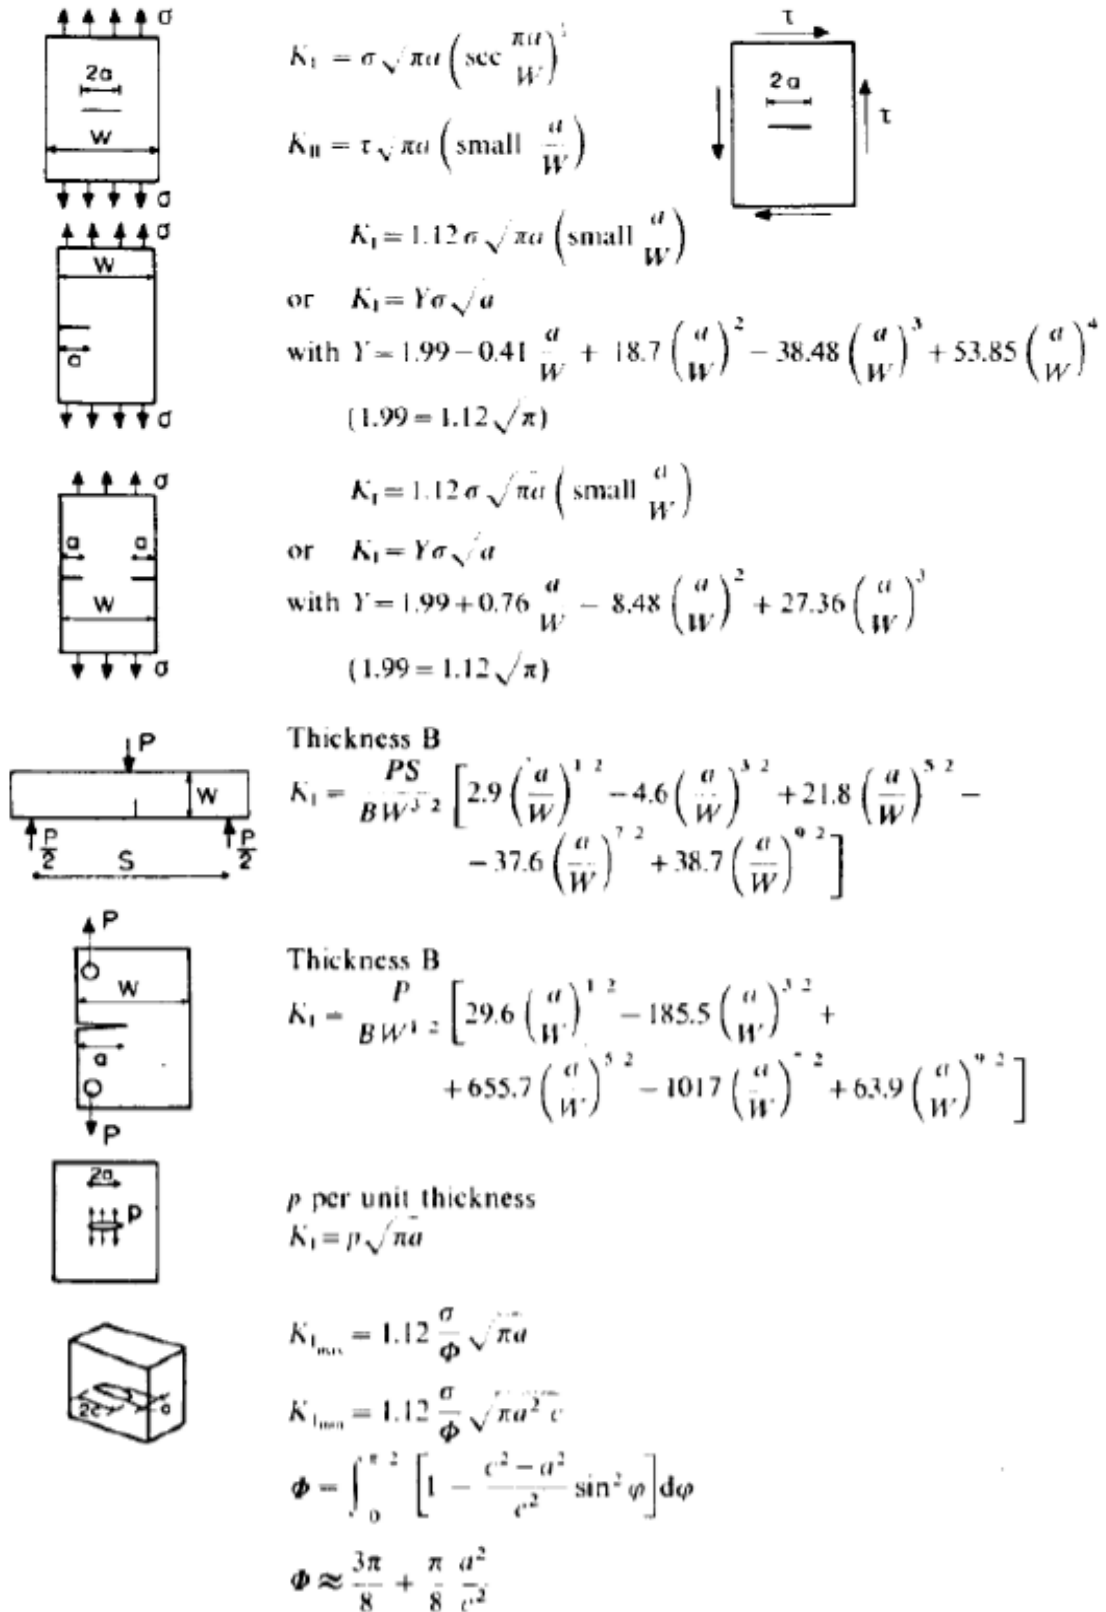 σ
K_I = σ√πa (sec πa/W)^½
τ
2a
2a
W
K_II = τ√πa (small a/W)
τ
σ
σ
K_I = 1.12 σ√πa (small a/W)
W
or K_I = Yσ√a
with Y = 1.99 − 0.41 a/W + 18.7 (a/W)^2 − 38.48 (a/W)^3 + 53.85 (a/W)^4
a
σ
(1.99 = 1.12√π)
σ
K_I = 1.12 σ√πa (small a/W)
a a
or K_I = Yσ√a
W
with Y = 1.99 + 0.76 a/W − 8.48 (a/W)^2 + 27.36 (a/W)^3
σ
(1.99 = 1.12√π)
P
Thickness B
W
K_I = PS/BW^3/2 [2.9 (a/W)^1/2 − 4.6 (a/W)^3/2 + 21.8 (a/W)^5/2 −
P/2 S P/2
− 37.6 (a/W)^7/2 + 38.7 (a/W)^9/2]
P
Thickness B
W
K_I = P/BW^1/2 [29.6 (a/W)^1/2 − 185.5 (a/W)^3/2 +
a
+ 655.7 (a/W)^5/2 − 1017 (a/W)^7/2 + 63.9 (a/W)^9/2]
P
2a
p per unit thickness
p
K_I = p√πa
K_Imax = 1.12 σ/Φ √πa
2c a
K_Imin = 1.12 σ/Φ √πa²/c
Φ = ∫_0^π/2 [1 − (c² − a²)/c² sin² φ] dφ
Φ ≈ 3π/8 + π/8 a²/c²